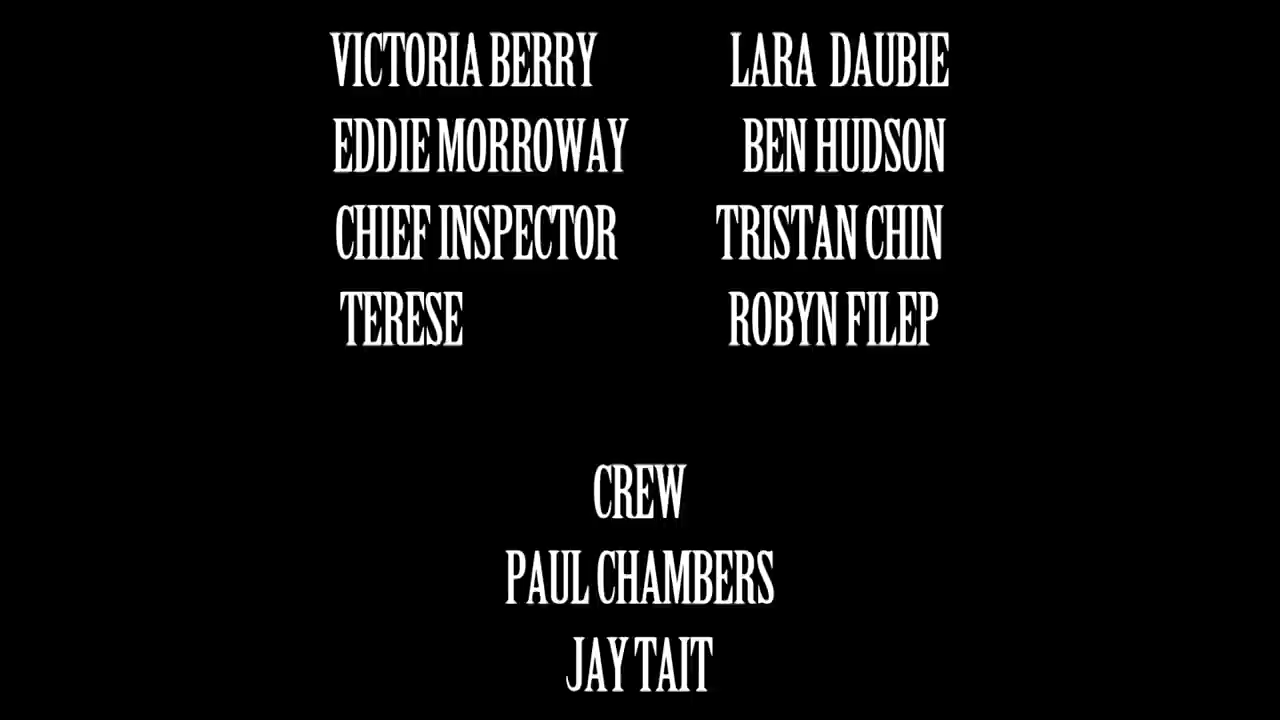 VICTORIA BERRY LARA DAUBIE
EDDIE MORROWAY BEN HUDSON
CHIEF INSPECTOR TRISTAN CHIN
TERESE ROBYN FILEP
CREW
PAUL CHAMBERS
JAY TAIT